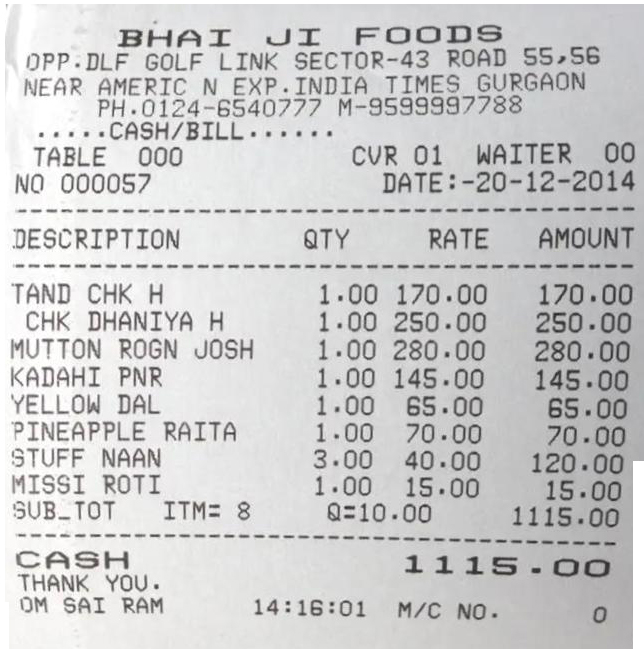 BHAI JI FOODS
OPP.DLF GOLF LINK SECTOR-43 ROAD 55,56
NEAR AMERIC N EXP.INDIA TIMES GURGAON
PH.0124-6540777 M-9599997788
.....CASH/BILL......
TABLE 000 CVR 01 WAITER 00
NO 000057 DATE:-20-12-2014
DESCRIPTION QTY RATE AMOUNT
TAND CHK H 1.00 170.00 170.00
CHK DHANIYA H 1.00 250.00 250.00
MUTTON ROGN JOSH 1.00 280.00 280.00
KADAHI PNR 1.00 145.00 145.00
YELLOW DAL 1.00 65.00 65.00
PINEAPPLE RAITA 1.00 70.00 70.00
STUFF NAAN 3.00 40.00 120.00
MISSI ROTI 1.00 15.00 15.00
SUB_TOT ITM= 8 Q=10.00 1115.00
CASH 1115.00
THANK YOU.
OM SAI RAM 14:16:01 M/C NO. 0